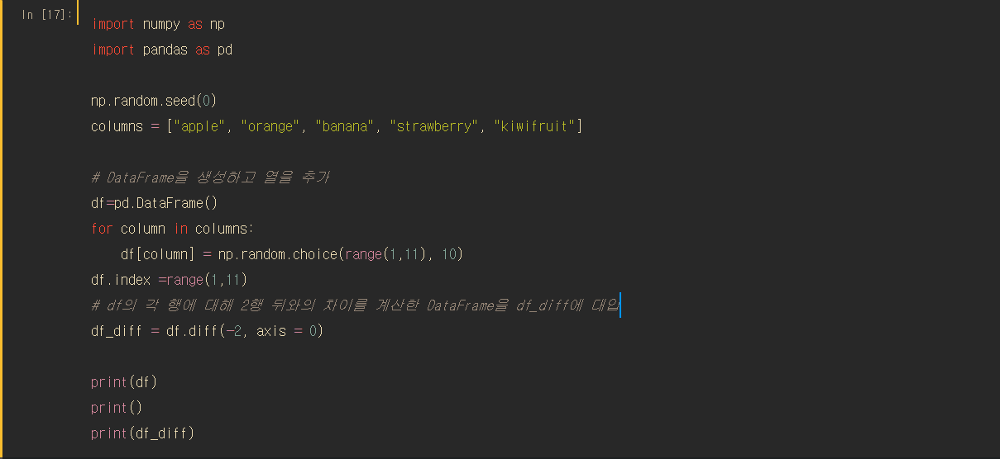 In [17]:
import numpy as np
import pandas as pd
np.random.seed(0)
columns = ["apple", "orange", "banana", "strawberry", "kiwifruit"]
# DataFrame을 생성하고 열을 추가
df=pd.DataFrame()
for column in columns:
    df[column] = np.random.choice(range(1,11), 10)
df.index =range(1,11)
# df의 각 행에 대해 2행 뒤와의 차이를 계산한 DataFrame을 df_diff에 대입
df_diff = df.diff(-2, axis = 0)
print(df)
print()
print(df_diff)